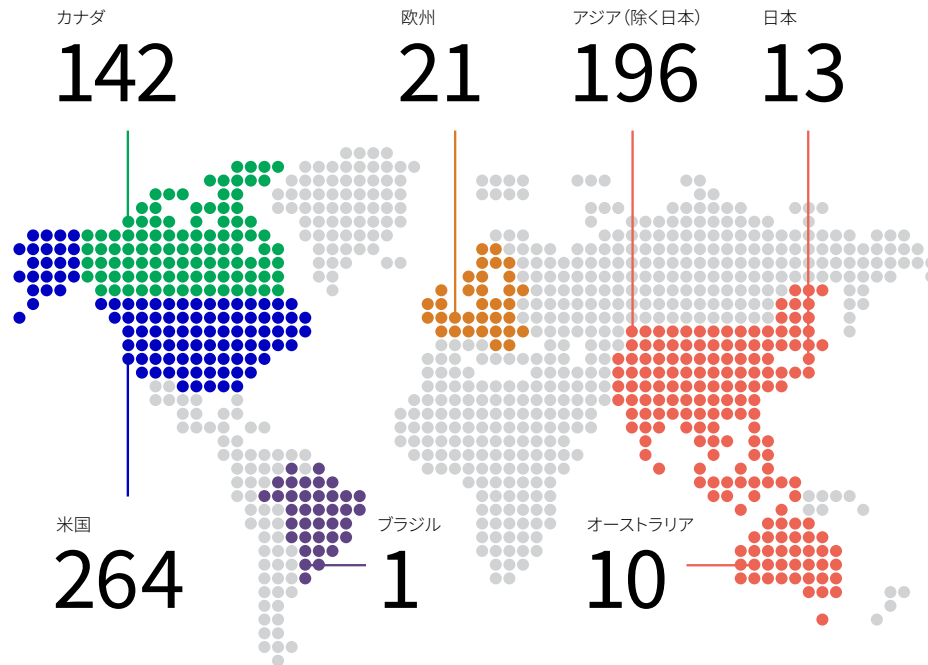 カナダ
142
欧州
21
アジア（除く日本）
196
日本
13
米国
264
ブラジル
1
オーストラリア
10